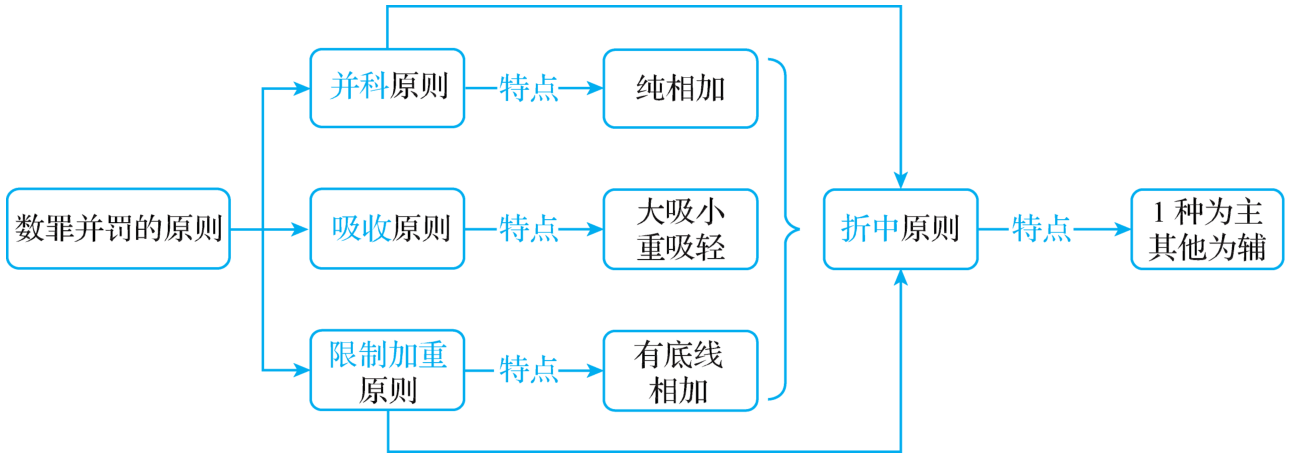 并科原则
特点
纯相加
数罪并罚的原则
吸收原则
特点
大吸小
重吸轻
折中原则
特点
1 种为主
其他为辅
限制加重
原则
特点
有底线
相加